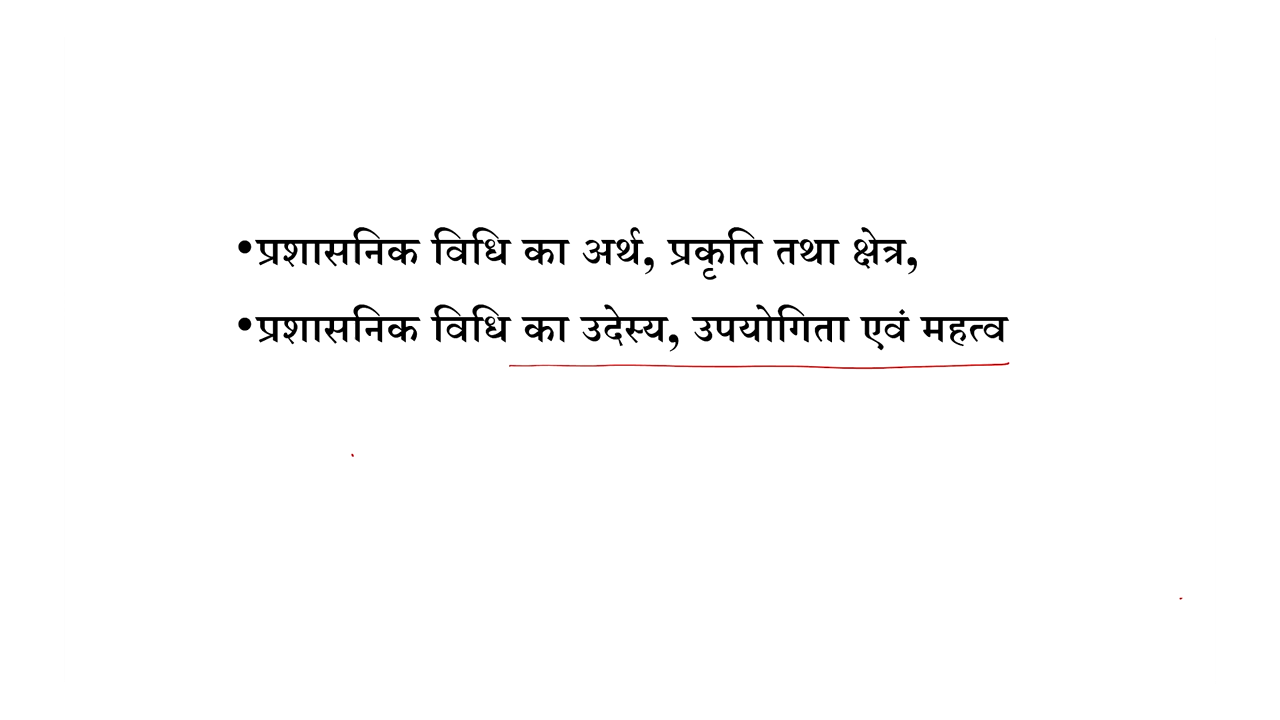 •प्रशासनिक विधि का अर्थ, प्रकृति तथा क्षेत्र,
•प्रशासनिक विधि का उदेस्य, उपयोगिता एवं महत्व